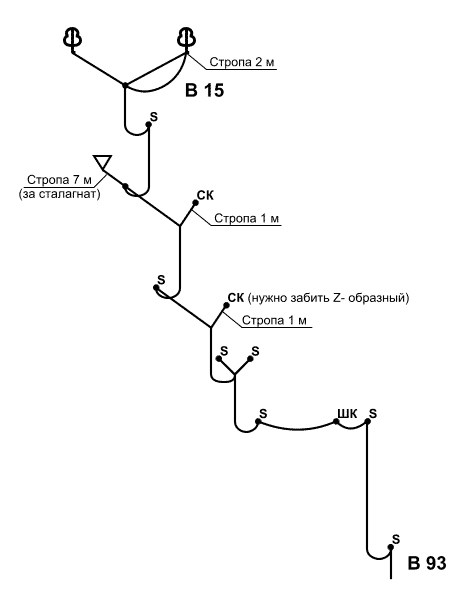 Стропа 2 м
В 15
S
Стропа 7 м
(за сталагнат)
СК
Стропа 1 м
S
СК (нужно забить Z- образный)
Стропа 1 м
S S
S ШК S
S
В 93